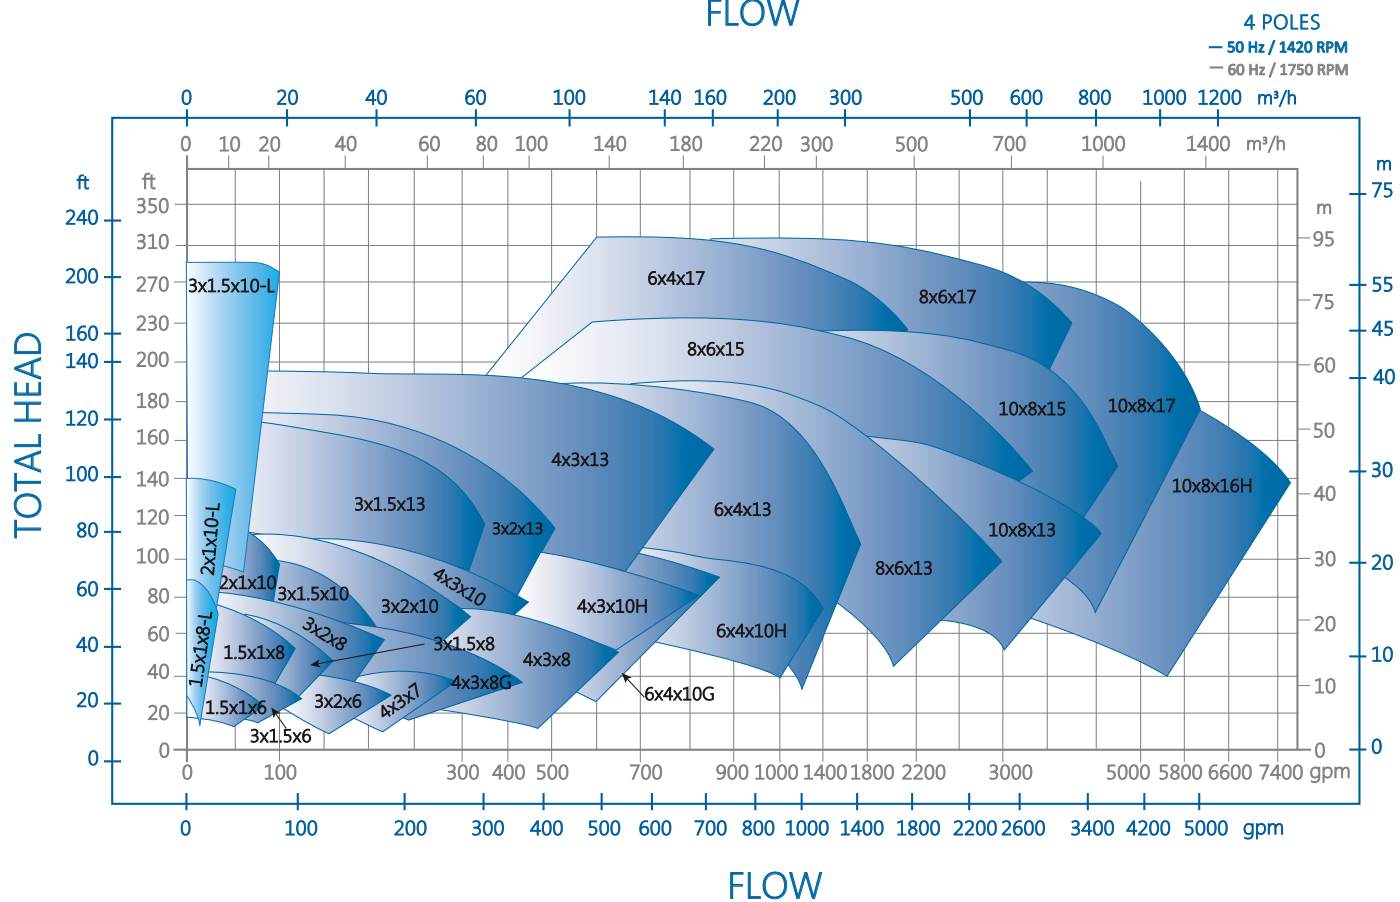 FLOW
4 POLES
50 Hz / 1420 RPM
60 Hz / 1750 RPM
0 20 40 60 100 140 160 200 300 500 600 800 1000 1200 m³/h
0 10 20 40 60 80 100 140 180 220 300 500 700 1000 1400 m³/h
ft ft m
350 75
240 m
310 95
200 270 55
75
160 230 45
140 200 60
180 40
120
160 50
100 140 30
40
80 120
100 30 20
60 80
60 20
40 40 10
10
20 20
0 0 0 0
TOTAL HEAD
3x1.5x10-L
6x4x17
8x6x17
8x6x15
10x8x15
10x8x17
4x3x13
10x8x16H
3x1.5x13
3x2x13
6x4x13
10x8x13
2x1x10-L
8x6x13
2x1x10
3x1.5x10
4x3x10
3x2x10
4x3x10H
6x4x10H
1.5x1x8-L
3x2x8
3x1.5x8
1.5x1x8
4x3x8
4x3x8G
6x4x10G
1.5x1x6
3x2x6
4x3x7
3x1.5x6
0 100 300 400 500 700 900 1000 1400 1800 2200 3000 5000 5800 6600 7400 gpm
0 100 200 300 400 500 600 700 800 1000 1400 1800 2200 2600 3400 4200 5000 gpm
FLOW